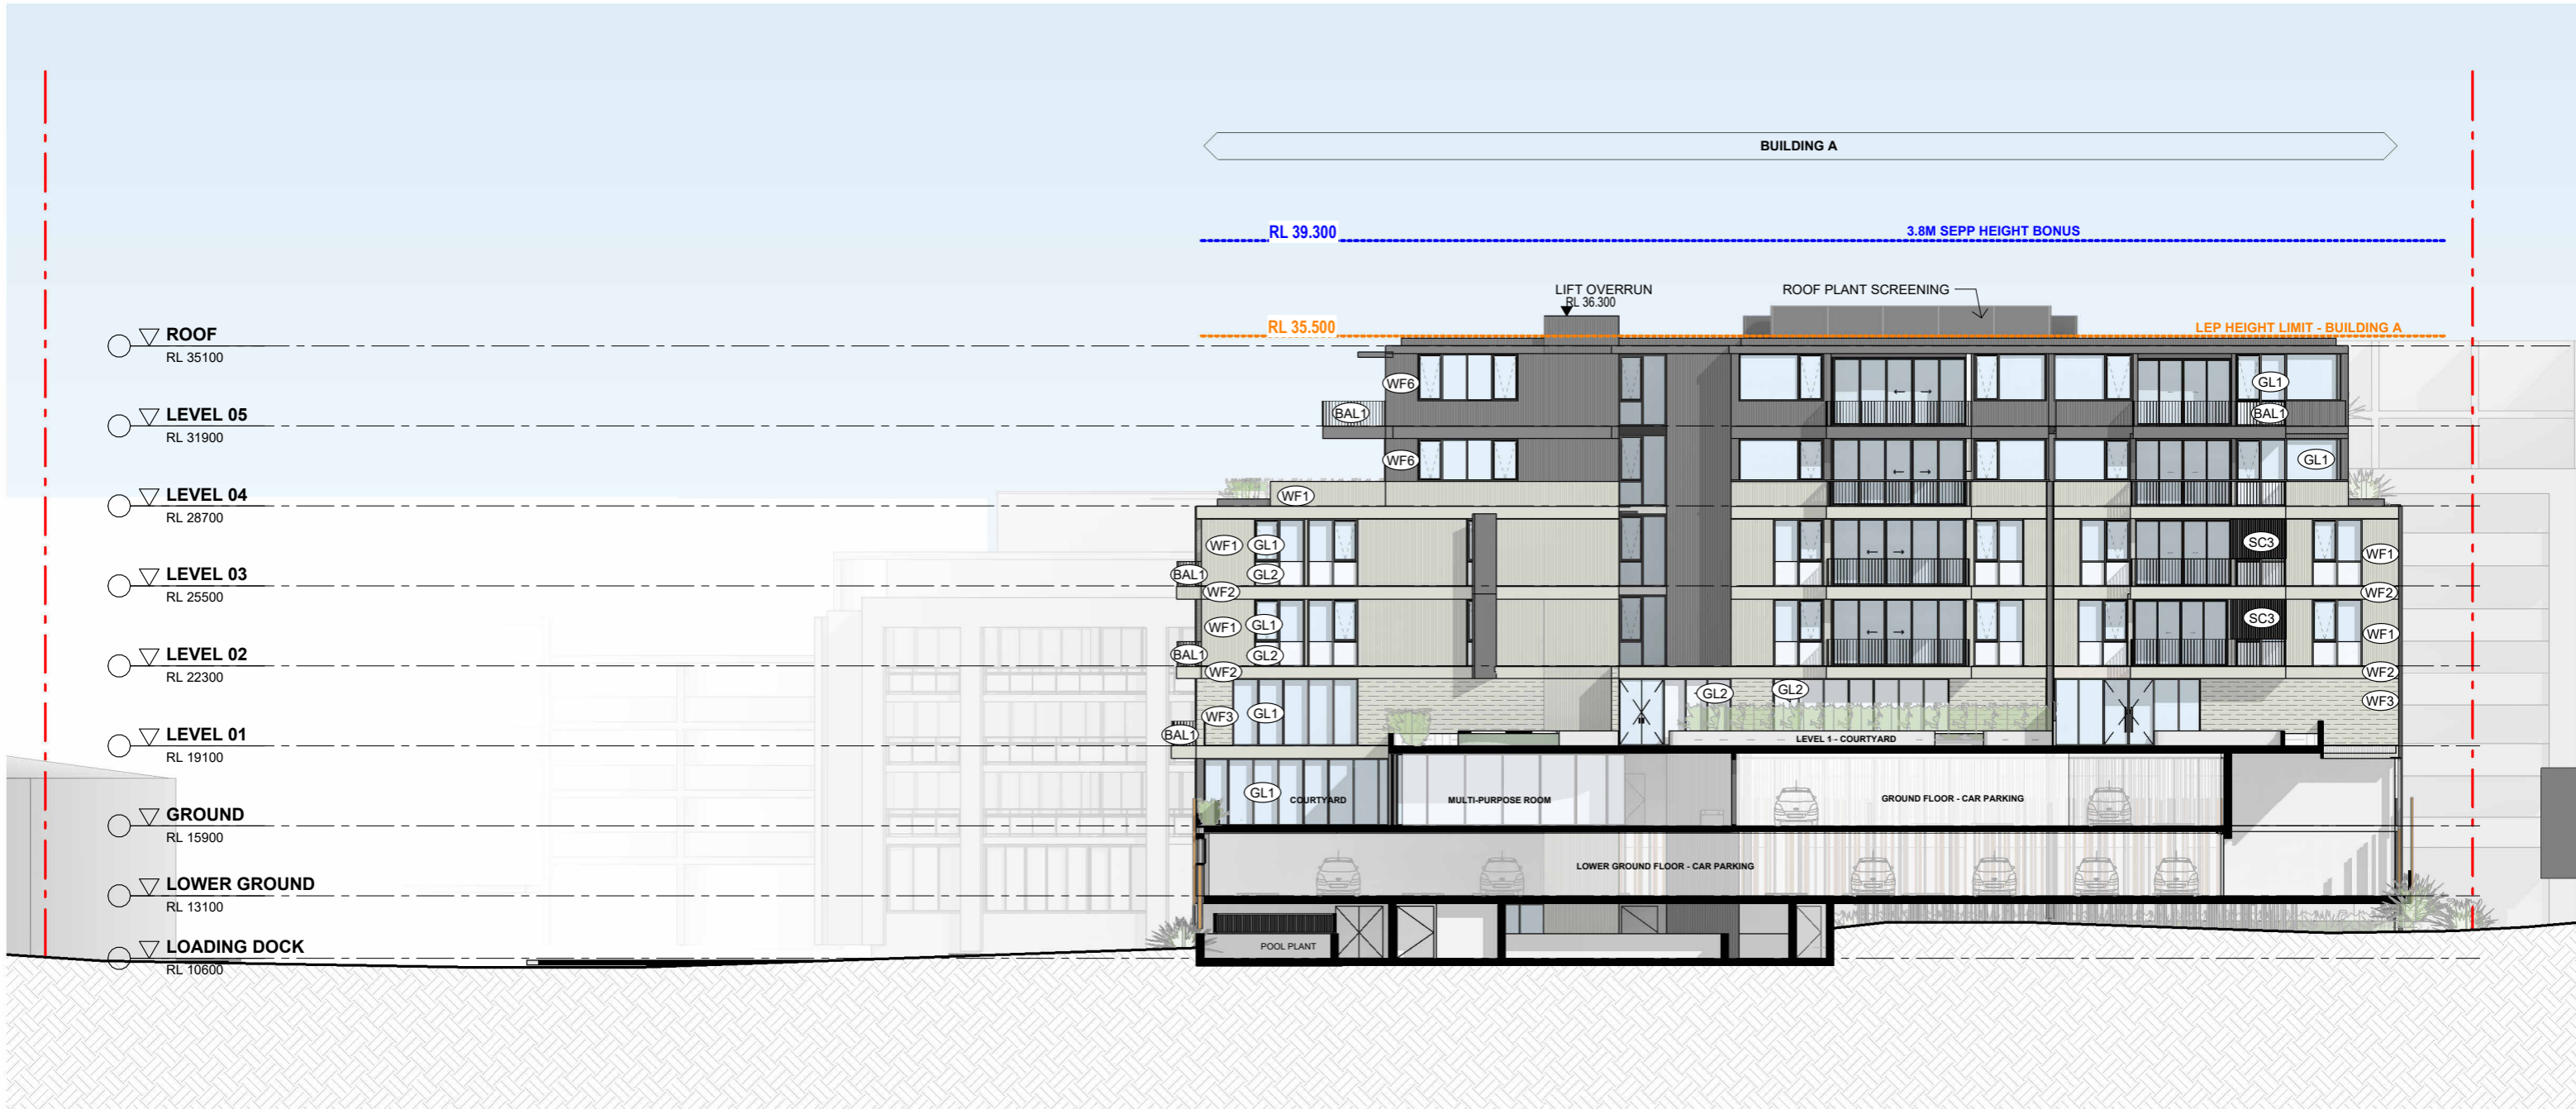 BUILDING A
RL 39.300
3.8M SEPP HEIGHT BONUS
LIFT OVERRUN
RL 36.300
ROOF PLANT SCREENING
RL 35.500
LEP HEIGHT LIMIT - BUILDING A
ROOF
RL 35100
WF6
GL1
BAL1
BAL1
LEVEL 05
RL 31900
WF6
GL1
LEVEL 04
RL 28700
WF1
WF1
GL1
SC3
WF1
LEVEL 03
RL 25500
BAL1
GL2
WF2
WF2
WF1
GL1
SC3
WF1
LEVEL 02
RL 22300
BAL1
GL2
WF2
WF2
GL2
GL2
WF3
WF3
GL1
LEVEL 01
RL 19100
BAL1
LEVEL 1 - COURTYARD
GL1
COURTYARD
MULTI-PURPOSE ROOM
GROUND FLOOR - CAR PARKING
GROUND
RL 15900
LOWER GROUND FLOOR - CAR PARKING
LOWER GROUND
RL 13100
LOADING DOCK
RL 10600
POOL PLANT